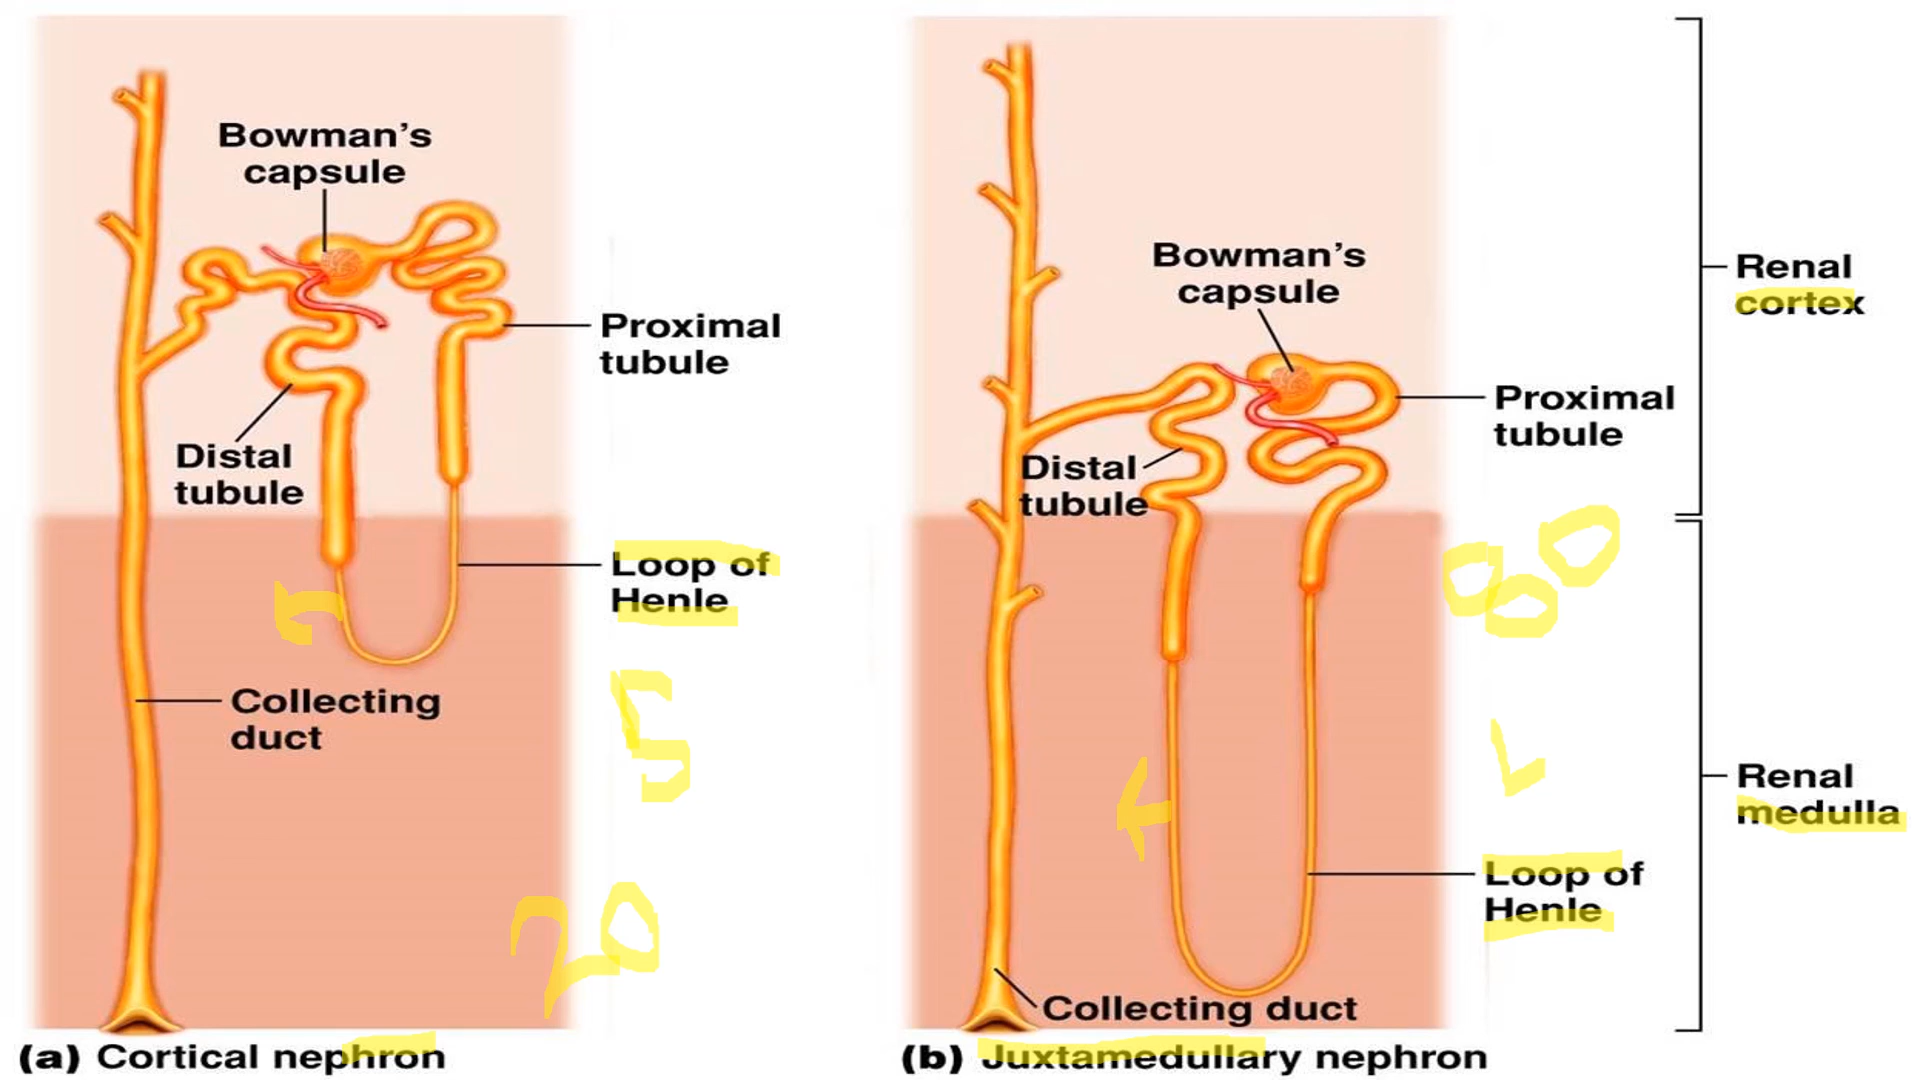 Bowman's
capsule
Proximal
tubule
Distal
tubule
Loop of
Henle
Collecting
duct
S
20
(a) Cortical nephron
Bowman's
capsule
Proximal
tubule
Distal
tubule
80
L
Loop of
Henle
Collecting duct
(b) Juxtamedullary nephron
Renal
cortex
Renal
medulla